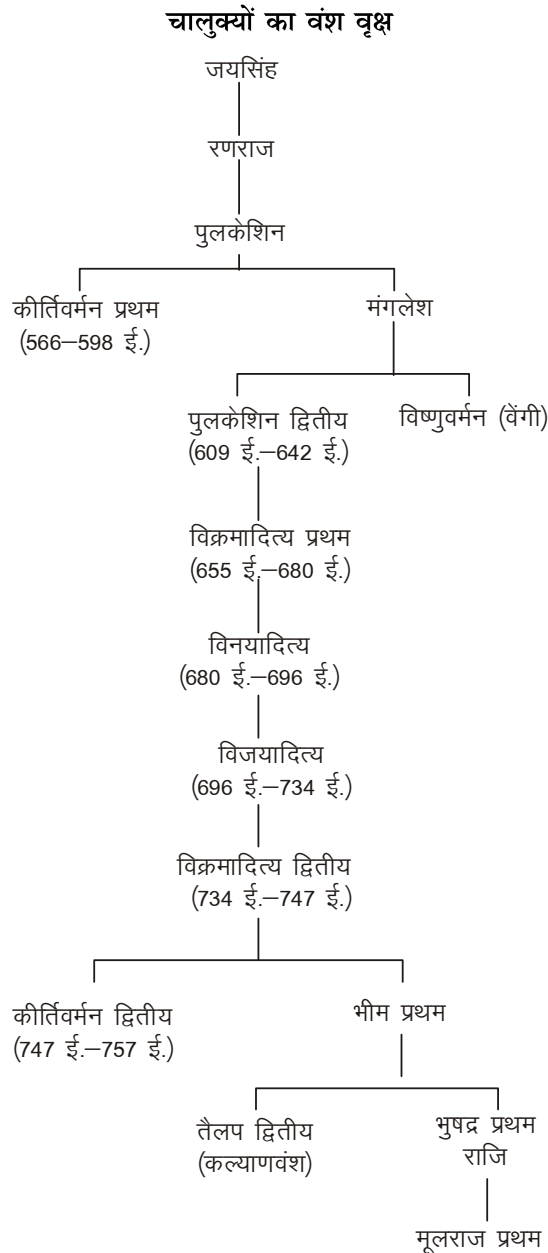 चालुक्यों का वंश वृक्ष
जयसिंह
रणराज
पुलकेशिन
कीर्तिवर्मन प्रथम
(566–598 ई.)
मंगलेश
पुलकेशिन द्वितीय
(609 ई.–642 ई.)
विष्णुवर्मन (वेंगी)
विक्रमादित्य प्रथम
(655 ई.–680 ई.)
विनयादित्य
(680 ई.–696 ई.)
विजयादित्य
(696 ई.–734 ई.)
विक्रमादित्य द्वितीय
(734 ई.–747 ई.)
कीर्तिवर्मन द्वितीय
(747 ई.–757 ई.)
भीम प्रथम
तैलप द्वितीय
(कल्याणवंश)
भुषद्र प्रथम
राजि
मूलराज प्रथम